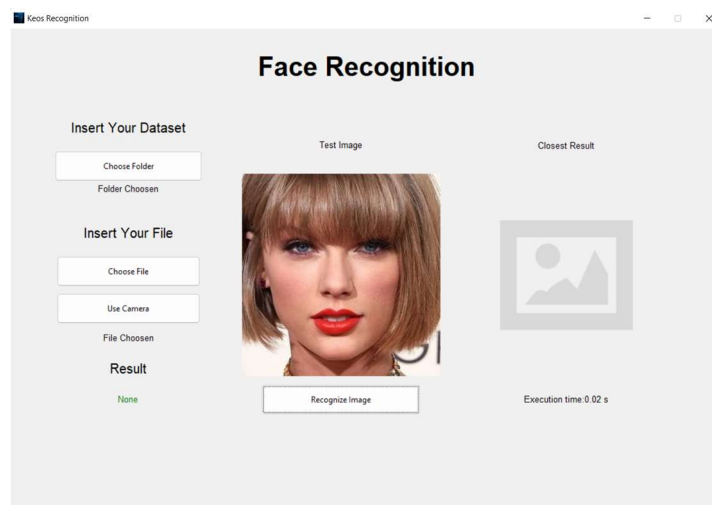 Keos Recognition
Face Recognition
Insert Your Dataset
Choose Folder
Folder Choosen
Insert Your File
Choose File
Use Camera
File Choosen
Result
None
Test Image
Recognize Image
Closest Result
Execution time:0.02 s